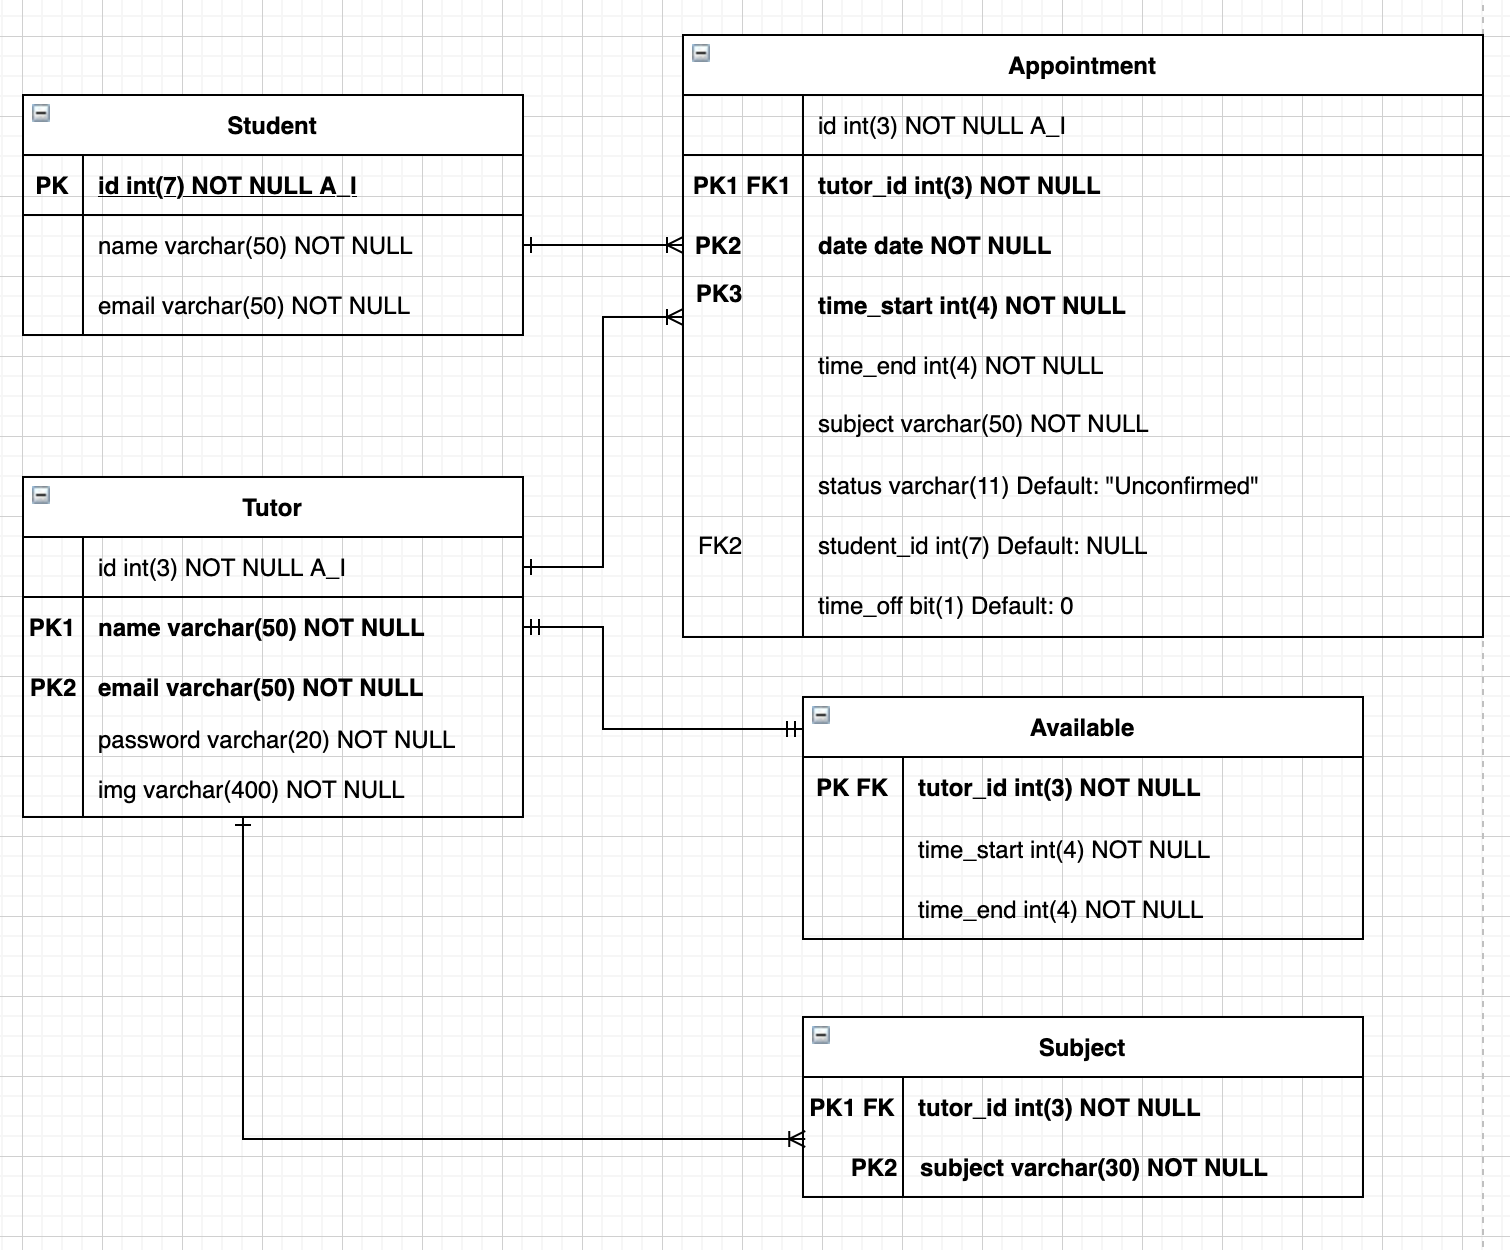 Student
PK id int(7) NOT NULL A_I
name varchar(50) NOT NULL
email varchar(50) NOT NULL
Appointment
id int(3) NOT NULL A_I
PK1 FK1 tutor_id int(3) NOT NULL
PK2 date date NOT NULL
PK3 time_start int(4) NOT NULL
time_end int(4) NOT NULL
subject varchar(50) NOT NULL
status varchar(11) Default: "Unconfirmed"
FK2 student_id int(7) Default: NULL
time_off bit(1) Default: 0
Tutor
id int(3) NOT NULL A_I
PK1 name varchar(50) NOT NULL
PK2 email varchar(50) NOT NULL
password varchar(20) NOT NULL
img varchar(400) NOT NULL
Available
PK FK tutor_id int(3) NOT NULL
time_start int(4) NOT NULL
time_end int(4) NOT NULL
Subject
PK1 FK tutor_id int(3) NOT NULL
PK2 subject varchar(30) NOT NULL